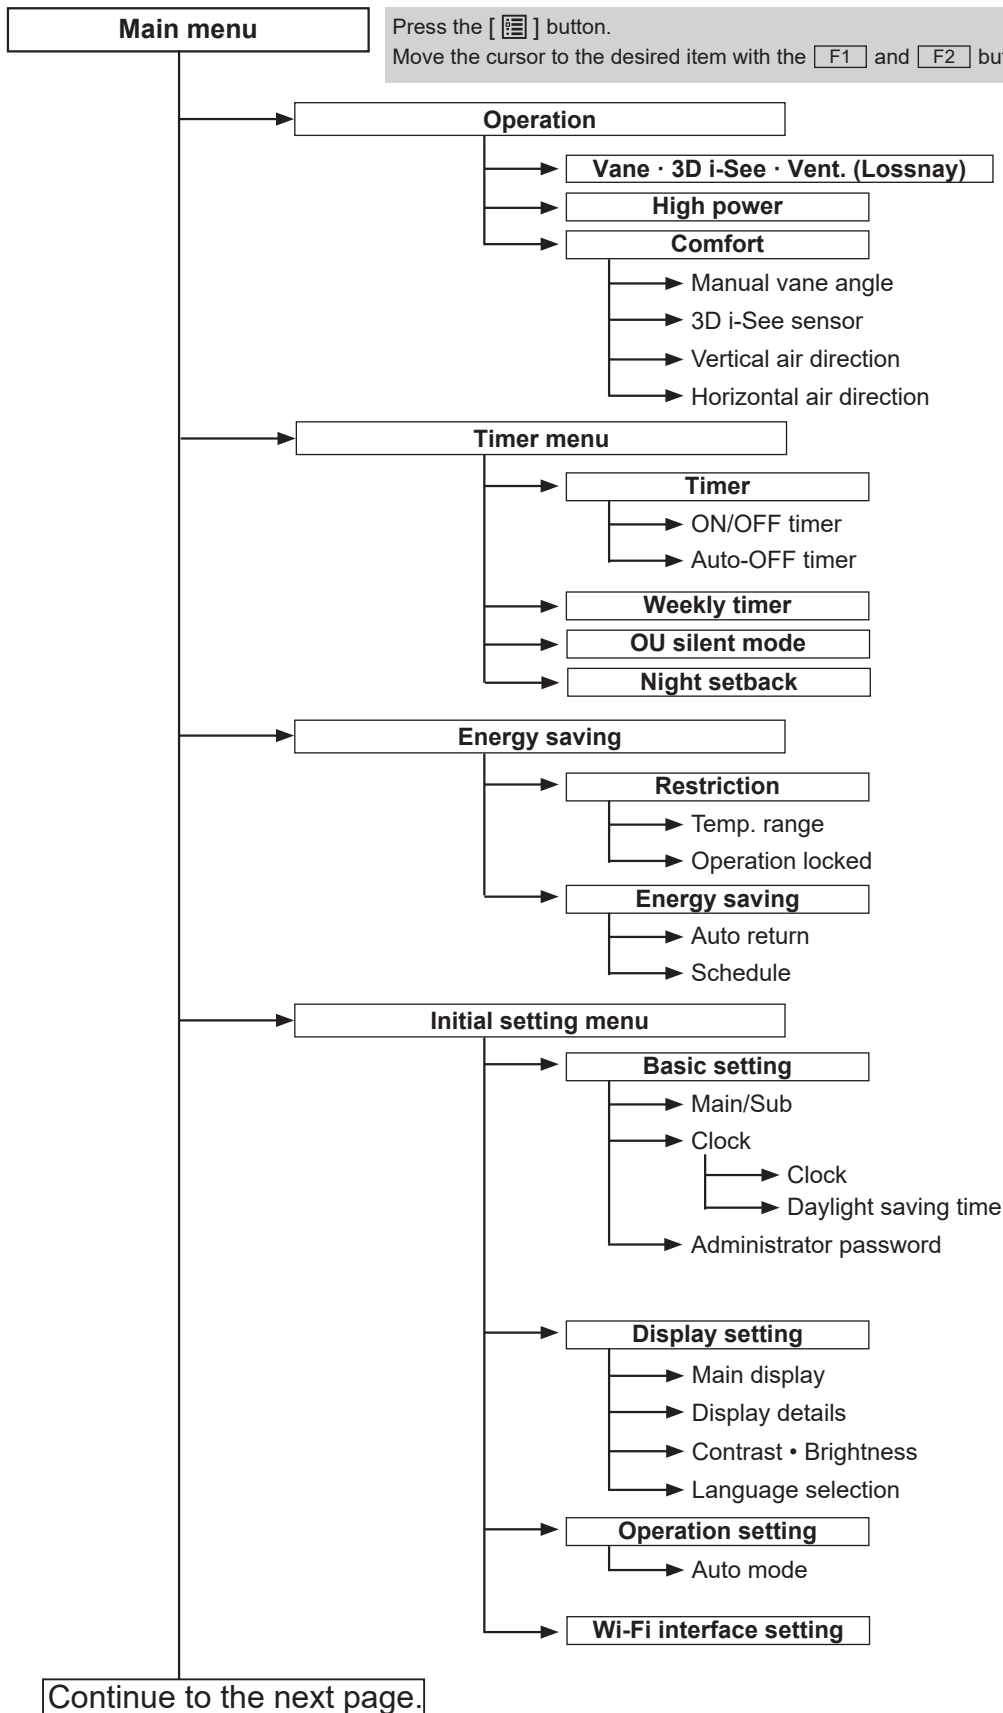 Main menu
Press the [ ] button.
Move the cursor to the desired item with the F1 and F2
Operation
Vane · 3D i-See · Vent. (Lossnay)
High power
Comfort
Manual vane angle
3D i-See sensor
Vertical air direction
Horizontal air direction
Timer menu
Timer
ON/OFF timer
Auto-OFF timer
Weekly timer
OU silent mode
Night setback
Energy saving
Restriction
Temp. range
Operation locked
Energy saving
Auto return
Schedule
Initial setting menu
Basic setting
Main/Sub
Clock
Clock
Daylight saving time
Administrator password
Display setting
Main display
Display details
Contrast • Brightness
Language selection
Operation setting
Auto mode
Wi-Fi interface setting
Continue to the next page.